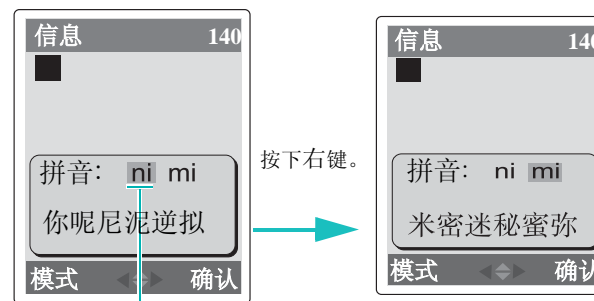 信息 140
拼音: ni mi
你呢尼泥逆拟
模式 确认
按下右键。
信息 140
拼音: ni mi
米密迷秘蜜弥
模式 确认